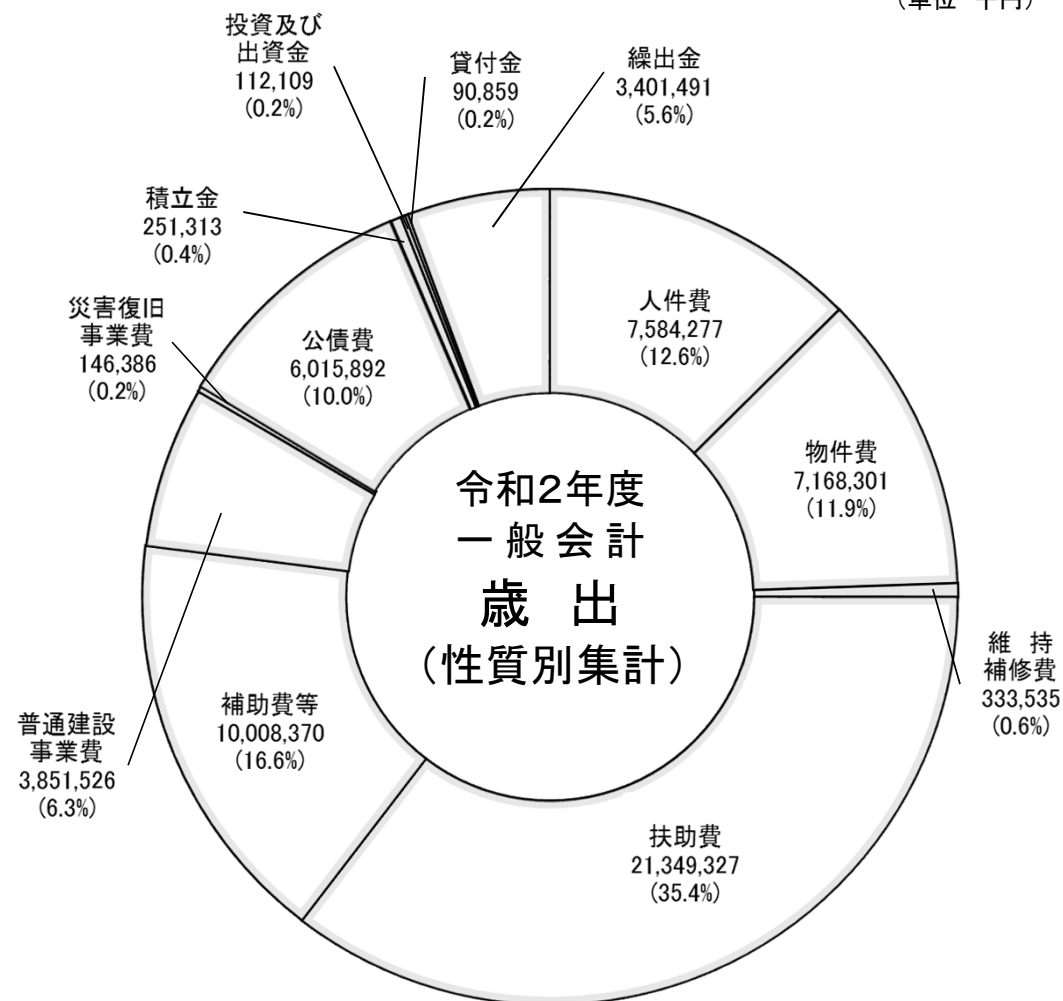 （単位 千円）
投資及び
出資金
112,109
(0.2%)
貸付金
90,859
(0.2%)
繰出金
3,401,491
(5.6%)
積立金
251,313
(0.4%)
災害復旧
事業費
146,386
(0.2%)
公債費
6,015,892
(10.0%)
人件費
7,584,277
(12.6%)
物件費
7,168,301
(11.9%)
令和2年度
一般会計
歳 出
（性質別集計）
維 持
補修費
333,535
(0.6%)
補助費等
10,008,370
(16.6%)
普通建設
事業費
3,851,526
(6.3%)
扶助費
21,349,327
(35.4%)